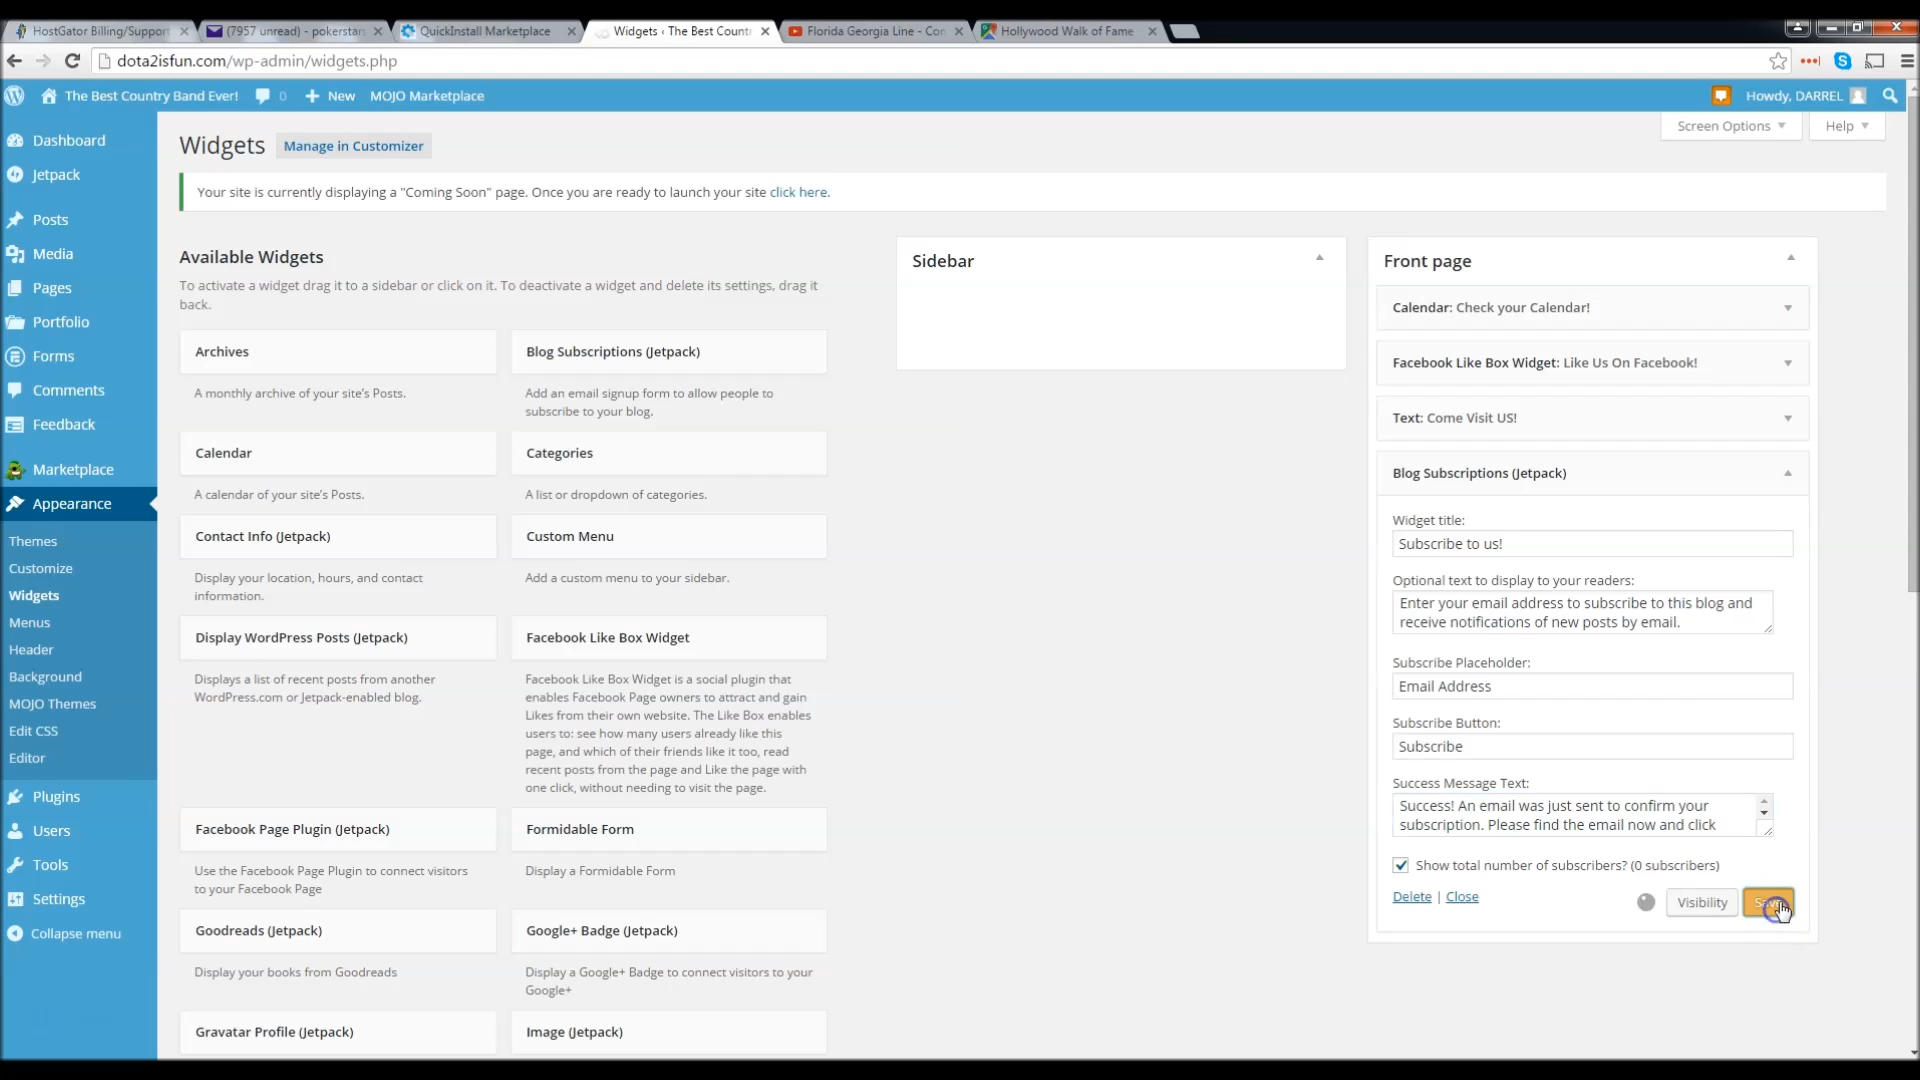 HostGator Billing/Support
(7957 unread) - pokerstars
QuickInstall Marketplace
Widgets ‹ The Best Countr
Florida Georgia Line - Con
Hollywood Walk of Fame
dota2isfun.com/wp-admin/widgets.php
The Best Country Band Ever!
0
New
MOJO Marketplace
Howdy, DARREL
Dashboard
Jetpack
Posts
Media
Pages
Portfolio
Forms
Comments
Feedback
Marketplace
Appearance
Themes
Customize
Widgets
Menus
Header
Background
MOJO Themes
Edit CSS
Editor
Plugins
Users
Tools
Settings
Collapse menu
Widgets
Manage in Customizer
Screen Options
Help
Your site is currently displaying a "Coming Soon" page. Once you are ready to launch your site click here.
Available Widgets
To activate a widget drag it to a sidebar or click on it. To deactivate a widget and delete its settings, drag it
back.
Archives
A monthly archive of your site's Posts.
Blog Subscriptions (Jetpack)
Add an email signup form to allow people to
subscribe to your blog.
Calendar
A calendar of your site's Posts.
Categories
A list or dropdown of categories.
Contact Info (Jetpack)
Display your location, hours, and contact
information.
Custom Menu
Add a custom menu to your sidebar.
Display WordPress Posts (Jetpack)
Displays a list of recent posts from another
WordPress.com or Jetpack-enabled blog.
Facebook Like Box Widget
Facebook Like Box Widget is a social plugin that
enables Facebook Page owners to attract and gain
Likes from their own website. The Like Box enables
users to: see how many users already like this
page, and which of their friends like it too, read
recent posts from the page and Like the page with
one click, without needing to visit the page.
Facebook Page Plugin (Jetpack)
Use the Facebook Page Plugin to connect visitors
to your Facebook Page
Formidable Form
Display a Formidable Form
Goodreads (Jetpack)
Display your books from Goodreads
Google+ Badge (Jetpack)
Display a Google+ Badge to connect visitors to your
Google+
Gravatar Profile (Jetpack)
Image (Jetpack)
Sidebar
Front page
Calendar: Check your Calendar!
Facebook Like Box Widget: Like Us On Facebook!
Text: Come Visit US!
Blog Subscriptions (Jetpack)
Widget title:
Subscribe to us!
Optional text to display to your readers:
Enter your email address to subscribe to this blog and
receive notifications of new posts by email.
Subscribe Placeholder:
Email Address
Subscribe Button:
Subscribe
Success Message Text:
Success! An email was just sent to confirm your
subscription. Please find the email now and click
Show total number of subscribers? (0 subscribers)
Delete | Close
Visibility